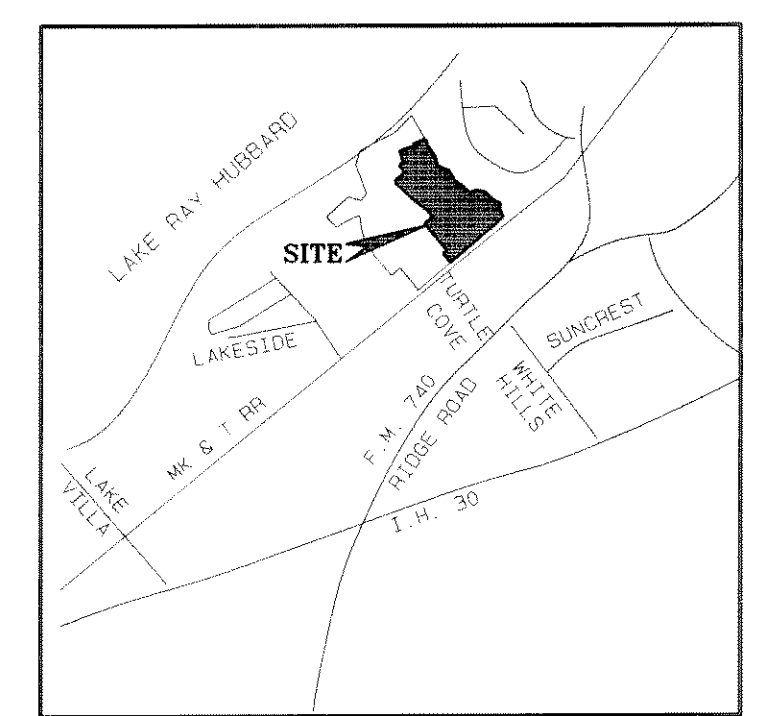 LAKE RAY HUBBARD
SITE
TURTLE
COVE
LAKESIDE
SUNCREST
WHITE
HILLS
MK & T RR
F.M. 740
RIDGE ROAD
LAKE
VILLA
I.H. 30